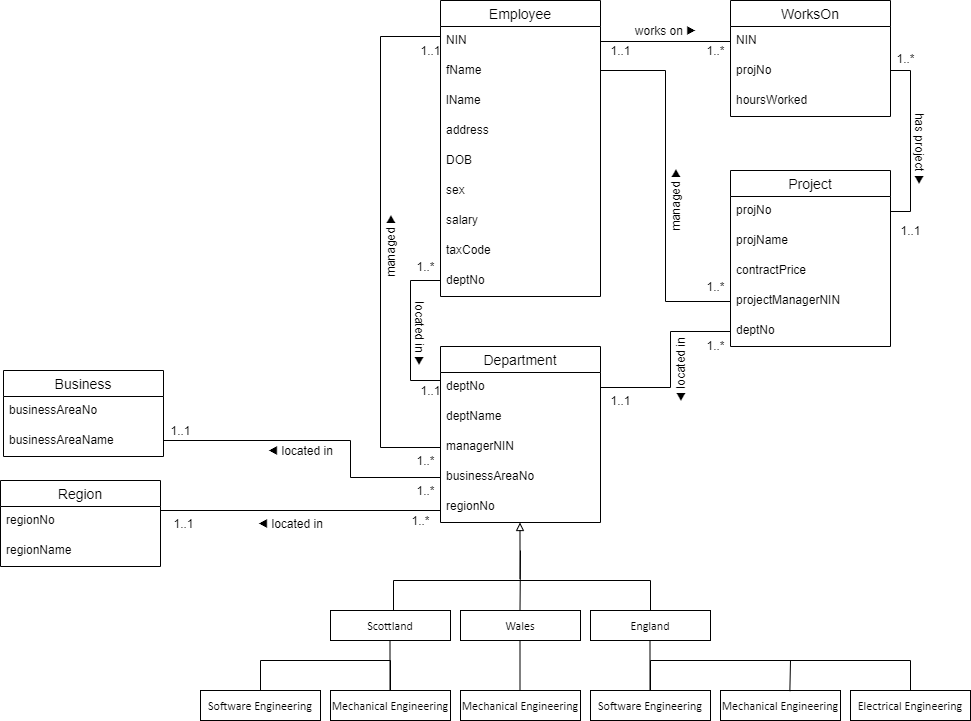 Employee
NIN
fName
lName
address
DOB
sex
salary
taxCode
deptNo
WorksOn
NIN
projNo
hoursWorked
works on ►
1..1
1..1
1..*
1..*
has project ►
1..1
Project
projNo
projName
contractPrice
projectManagerNIN
deptNo
managed ►
managed ►
1..*
1..*
located in ►
1..*
located in ►
1..1
1..1
Department
deptNo
deptName
managerNIN
businessAreaNo
regionNo
1..*
1..*
1..*
Business
businessAreaNo
businessAreaName
1..1
◄ located in
Region
regionNo
regionName
1..1
◄ located in
Scottland
Wales
England
Software Engineering
Mechanical Engineering
Mechanical Engineering
Software Engineering
Mechanical Engineering
Electrical Engineering